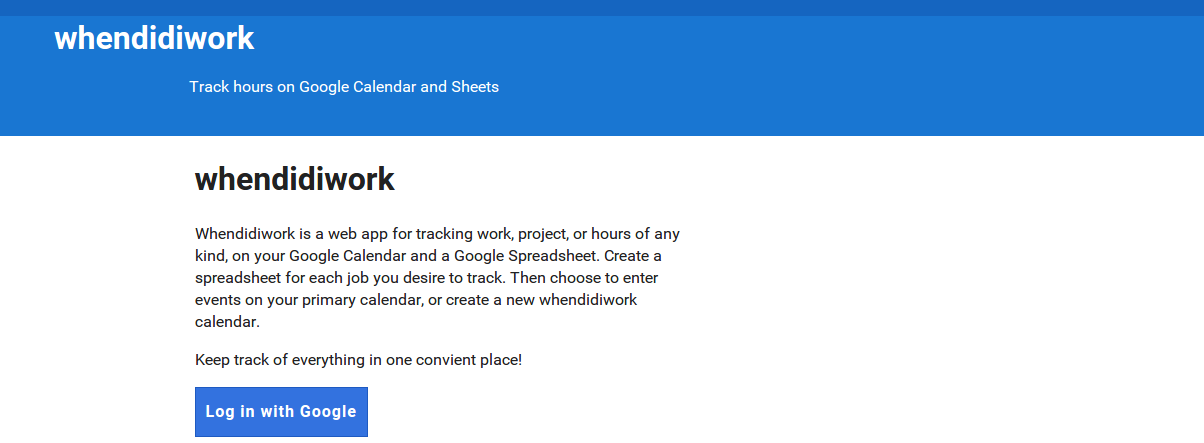 whendidiwork
Track hours on Google Calendar and Sheets
whendidiwork
Whendidiwork is a web app for tracking work, project, or hours of any
kind, on your Google Calendar and a Google Spreadsheet. Create a
spreadsheet for each job you desire to track. Then choose to enter
events on your primary calendar, or create a new whendidiwork
calendar.
Keep track of everything in one convient place!
Log in with Google